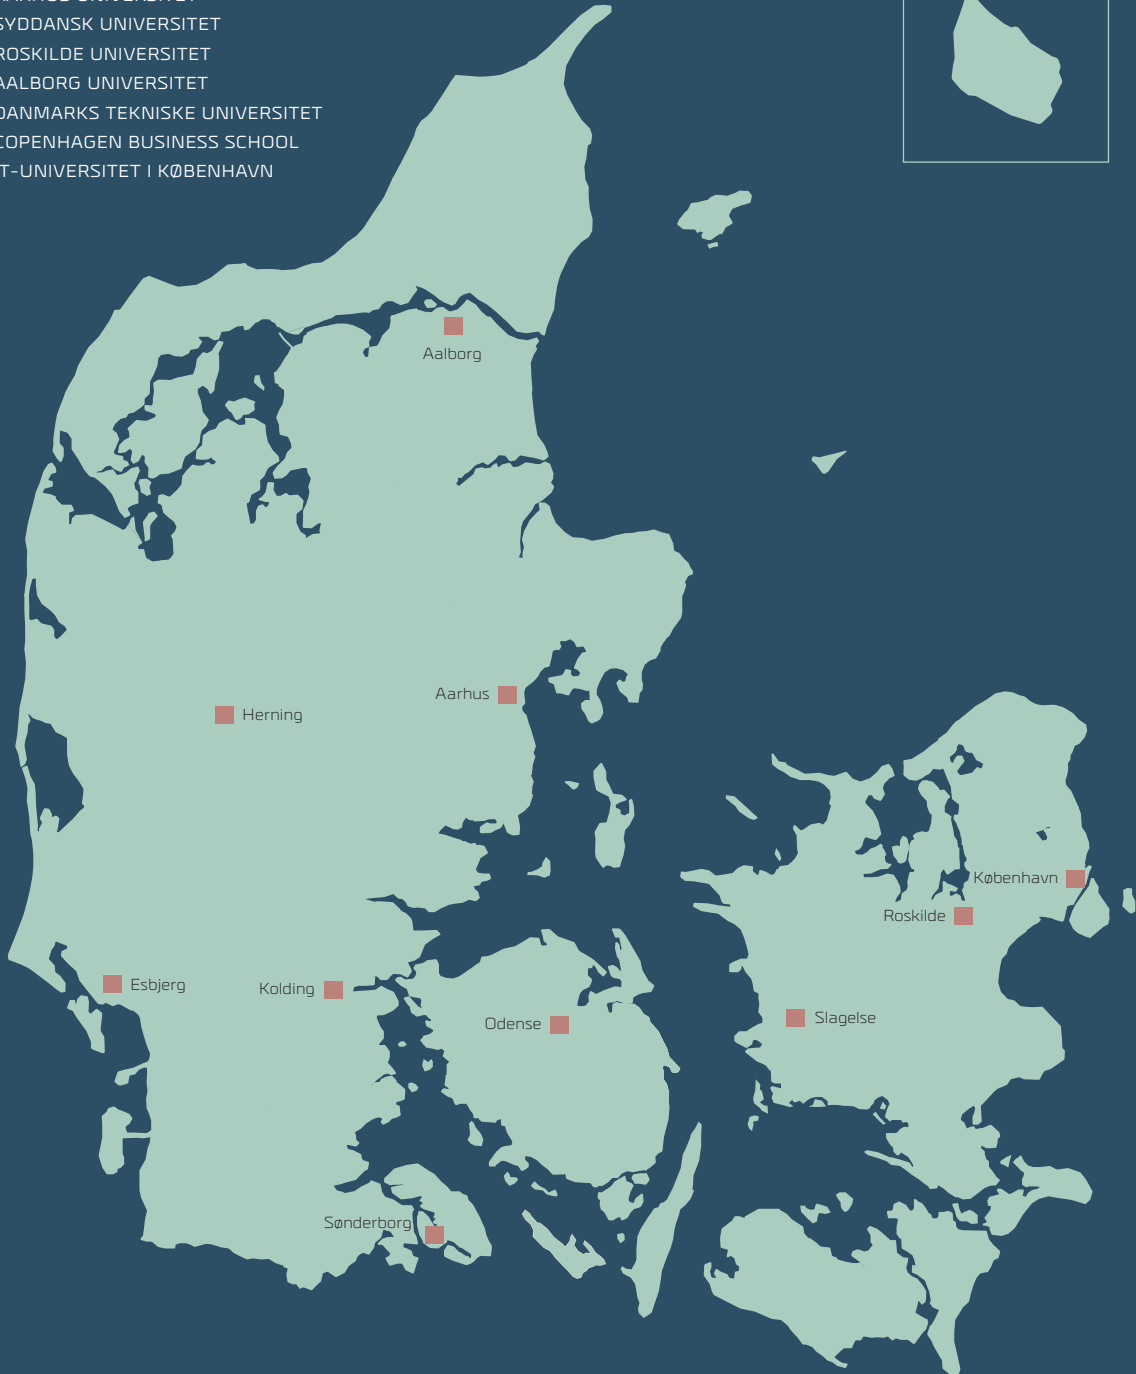 SYDDANSK UNIVERSITET
ROSKILDE UNIVERSITET
AALBORG UNIVERSITET
DANMARKS TEKNISKE UNIVERSITET
COPENHAGEN BUSINESS SCHOOL
IT-UNIVERSITET I KØBENHAVN
Aalborg
Aarhus
Herning
København
Roskilde
Esbjerg
Kolding
Odense
Slagelse
Sønderborg